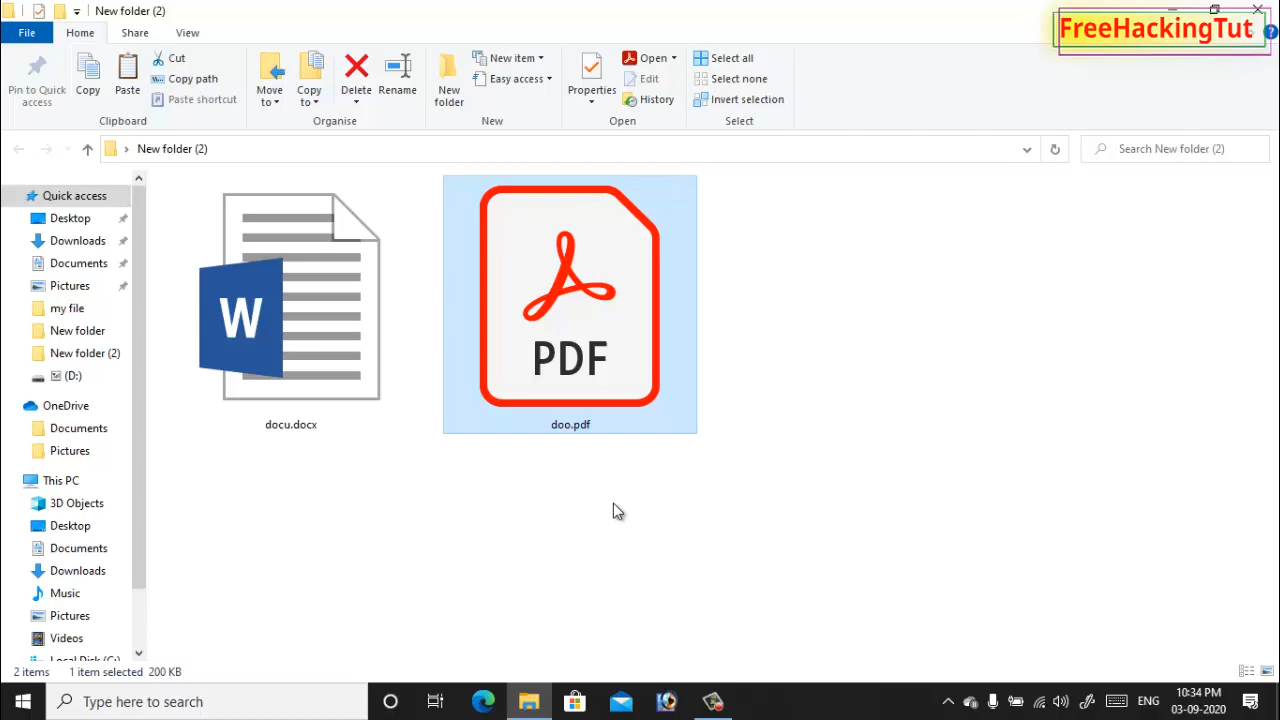 New folder (2)
FreeHackingTut
File
Home
Share
View
Pin to Quick access
Copy
Paste
Cut
Copy path
Paste shortcut
Clipboard
Move to
Copy to
Delete
Rename
Organise
New folder
New item
Easy access
New
Properties
Open
Edit
History
Open
Select all
Select none
Invert selection
Select
New folder (2)
Search New folder (2)
Quick access
Desktop
Downloads
Documents
Pictures
my file
New folder
New folder (2)
(D:)
OneDrive
Documents
Pictures
This PC
3D Objects
Desktop
Documents
Downloads
Music
Pictures
Videos
Local Disk (C:)
W
docu.docx
PDF
doo.pdf
2 items
1 item selected 200 KB
Type here to search
ENG
10:34 PM
03-09-2020